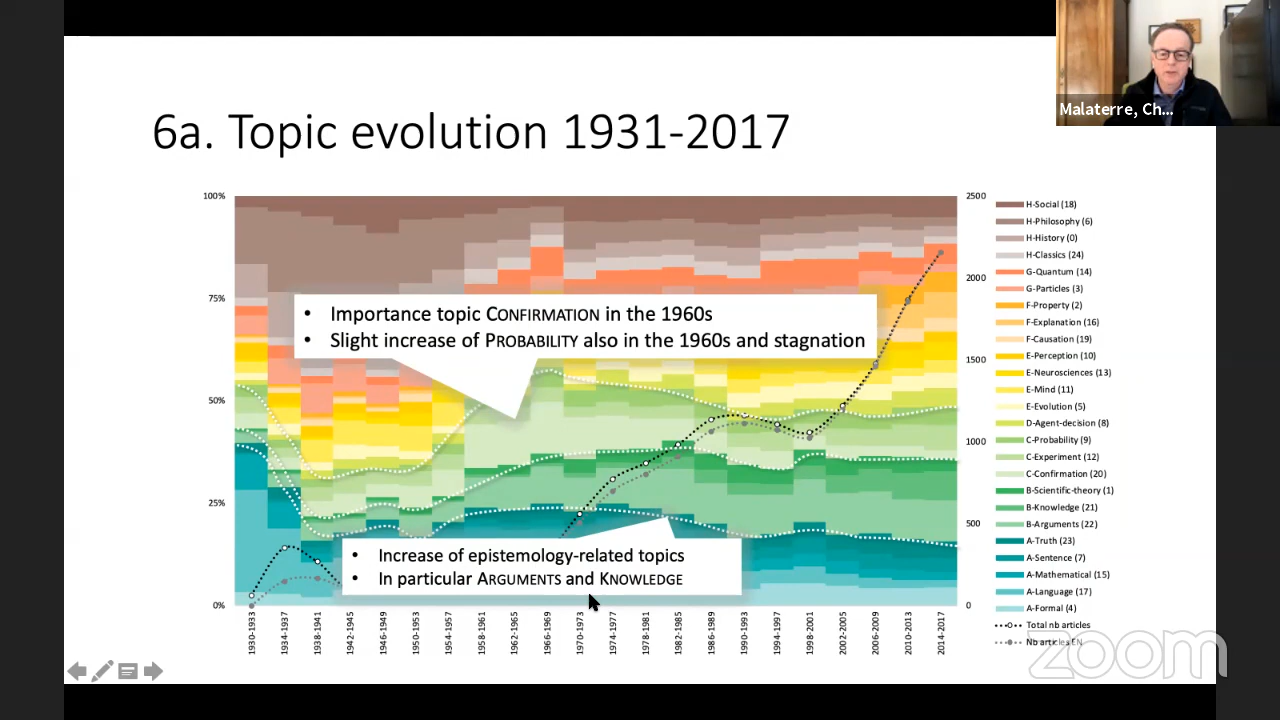 Malaterre, Ch...
6a. Topic evolution 1931-2017
100%
75%
50%
25%
0%
2500
2000
1500
1000
500
0
• Importance topic CONFIRMATION in the 1960s
• Slight increase of PROBABILITY also in the 1960s and stagnation
• Increase of epistemology-related topics
• In particular ARGUMENTS and KNOWLEDGE
1930-1933
1934-1937
1938-1941
1942-1945
1946-1949
1950-1953
1954-1957
1958-1961
1962-1965
1966-1969
1970-1973
1974-1977
1978-1981
1982-1985
1986-1989
1990-1993
1994-1997
1998-2001
2002-2005
2006-2009
2010-2013
2014-2017
H-Social (18)
H-Philosophy (6)
H-History (0)
H-Classics (24)
G-Quantum (14)
G-Particles (3)
F-Property (2)
F-Explanation (16)
F-Causation (19)
E-Perception (10)
E-Neurosciences (13)
E-Mind (11)
E-Evolution (5)
D-Agent-decision (8)
C-Probability (9)
C-Experiment (12)
C-Confirmation (20)
B-Scientific-theory (1)
B-Knowledge (21)
B-Arguments (22)
A-Truth (23)
A-Sentence (7)
A-Mathematical (15)
A-Language (17)
A-Formal (4)
Total nb articles
Nb articles EN
zoom